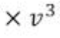 × v³